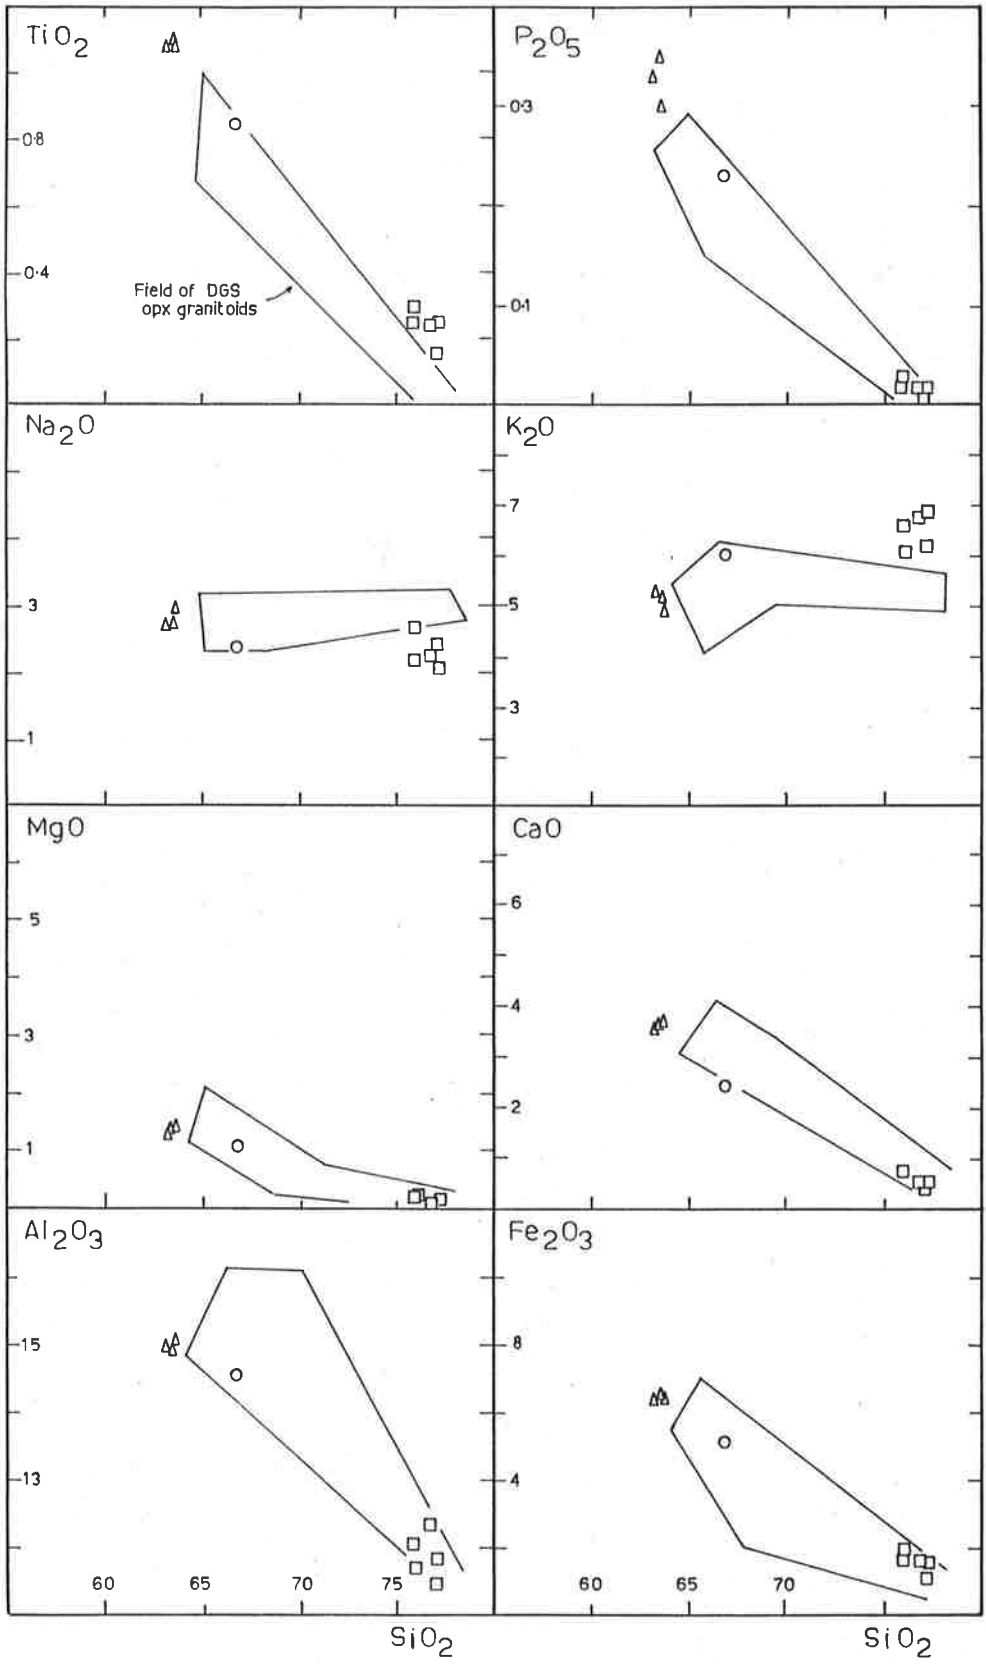 TiO2
0.8
0.4
Field of DGS
opx granitoids
P2O5
0.3
0.1
Na2O
3
1
K2O
7
5
3
MgO
5
3
1
CaO
6
4
2
Al2O3
15
13
60 65 70 75
SiO2
Fe2O3
8
4
60 65 70
SiO2